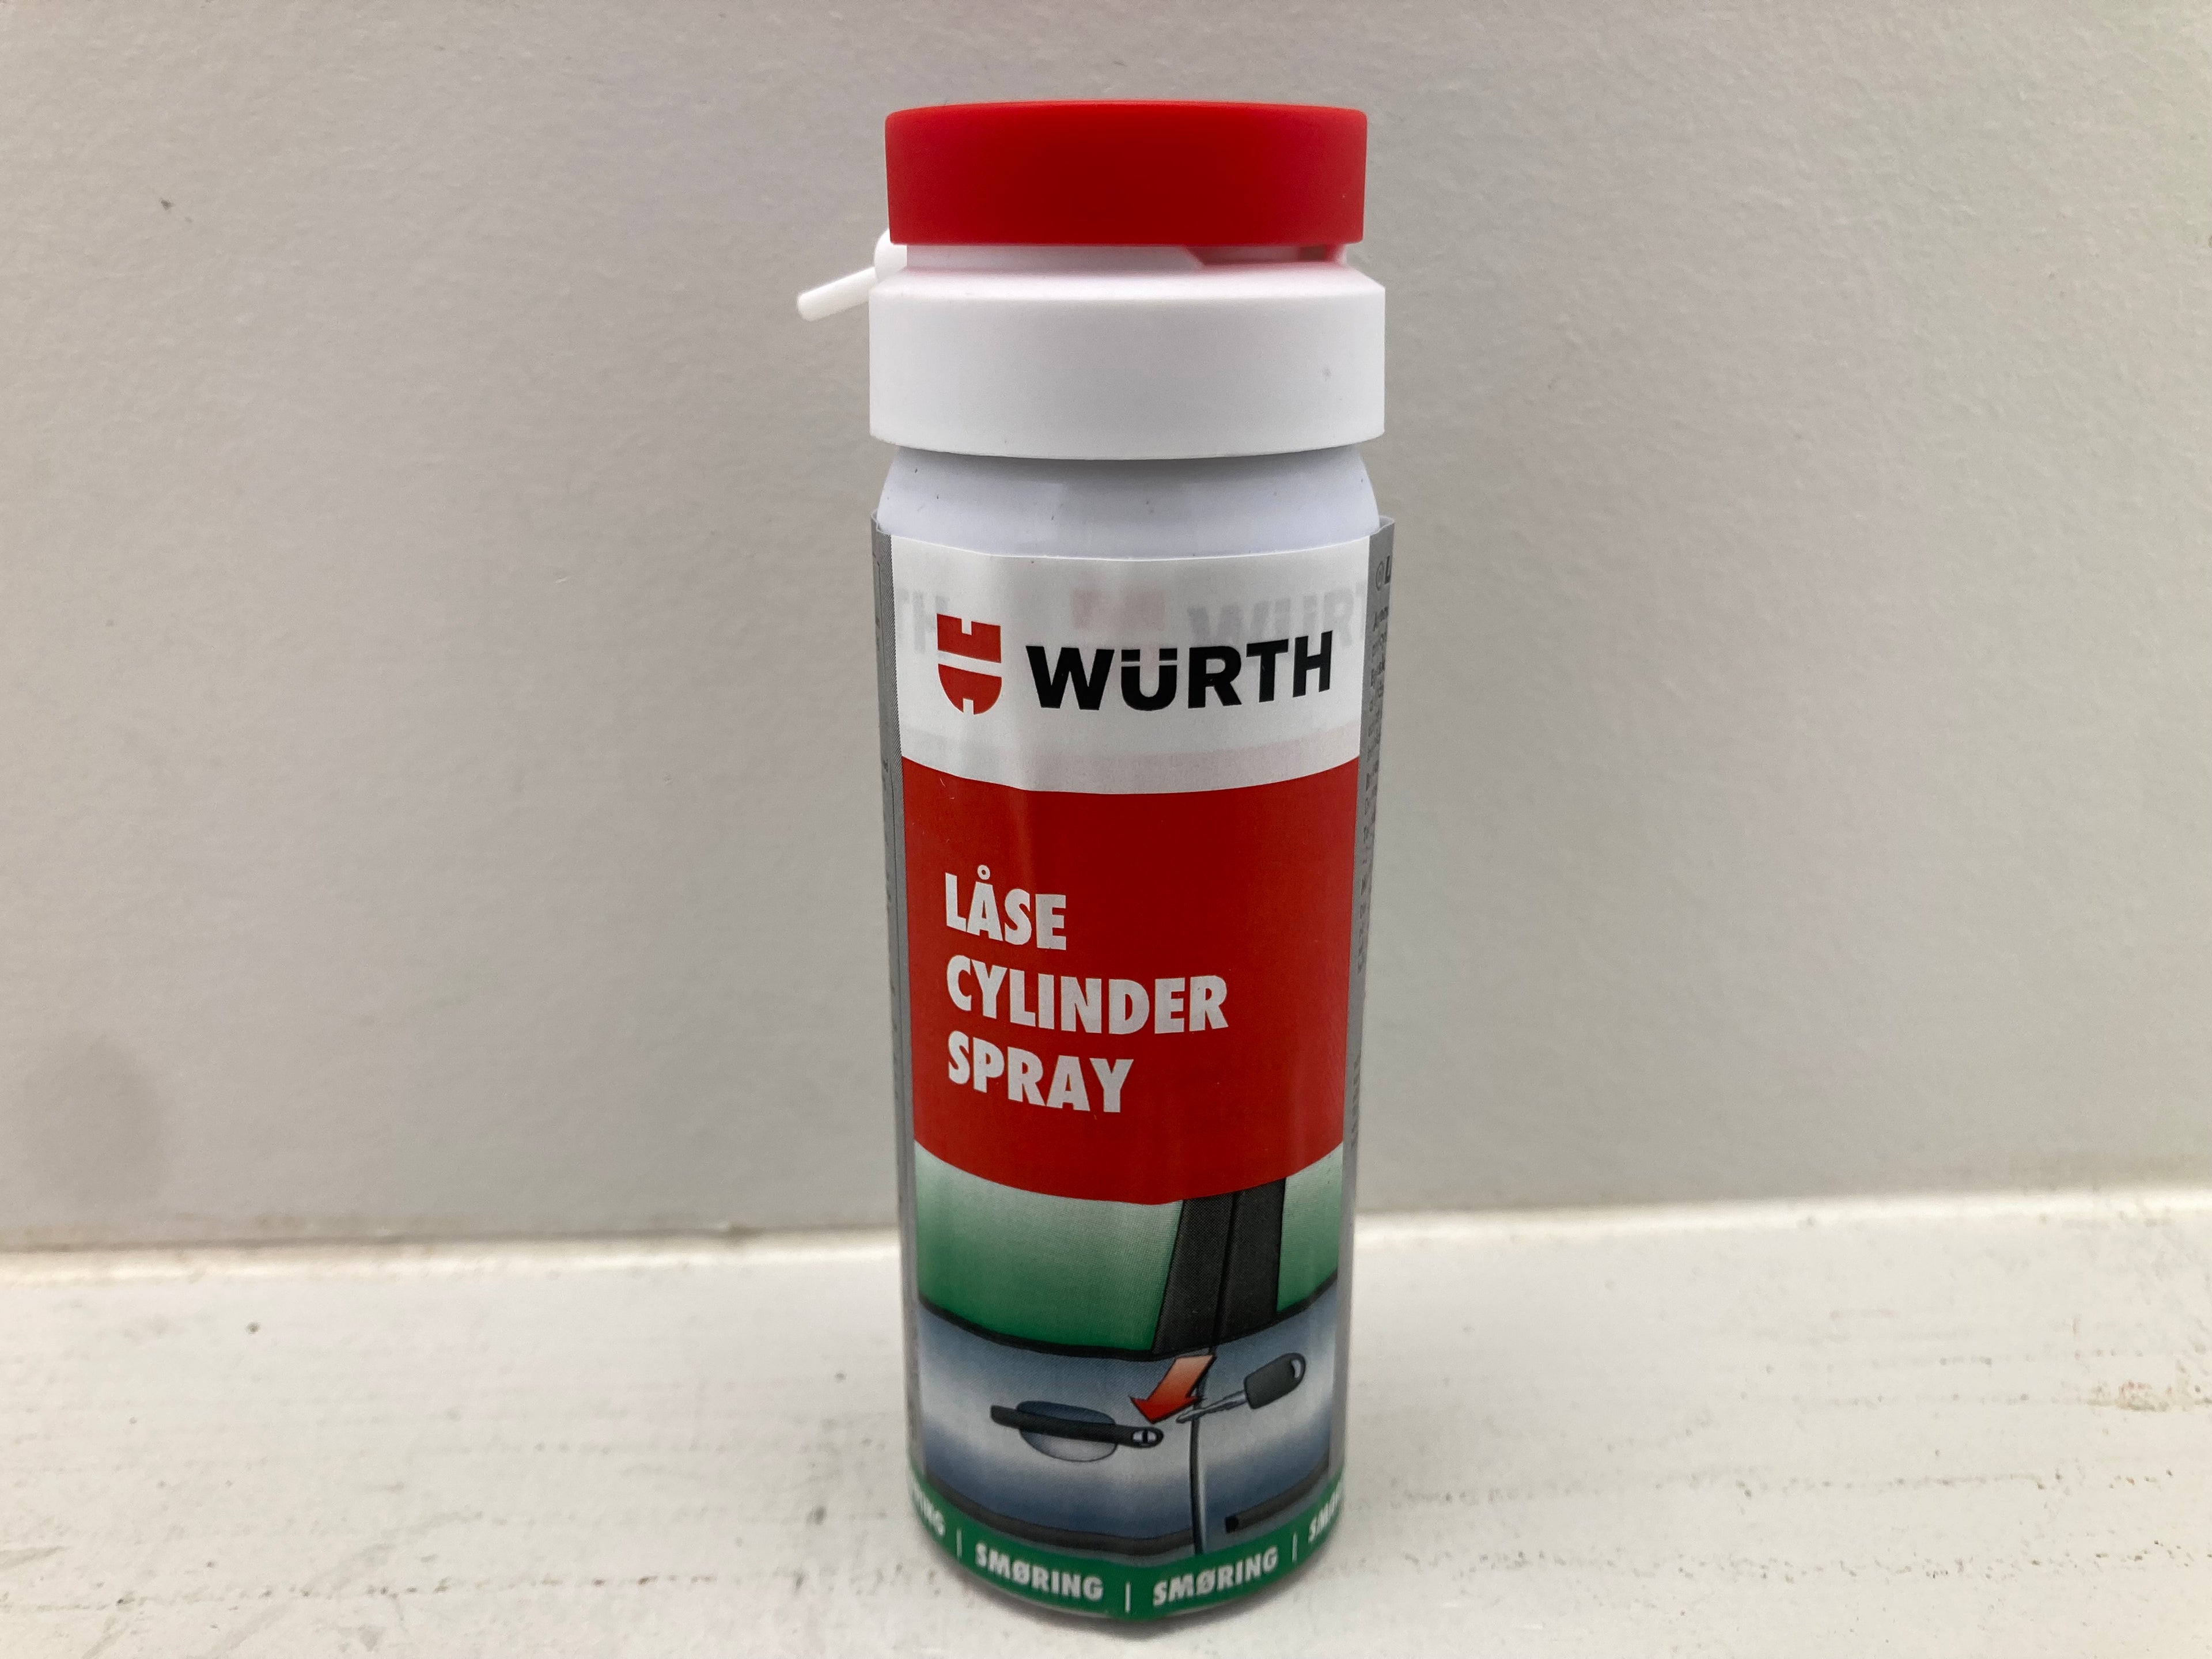 WÜRTH
LÅSE
CYLINDER
SPRAY
SMØRING | SMØRING